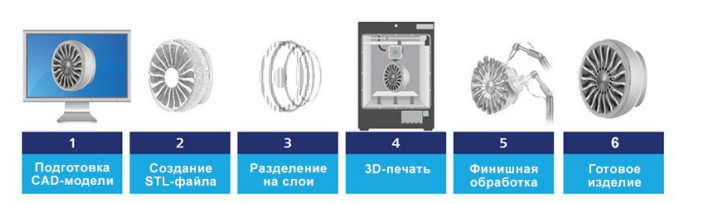 1
Подготовка
CAD-модели
2
Создание
STL-файла
3
Разделение
на слои
4
3D-печать
5
Финишная
обработка
6
Готовое
изделие